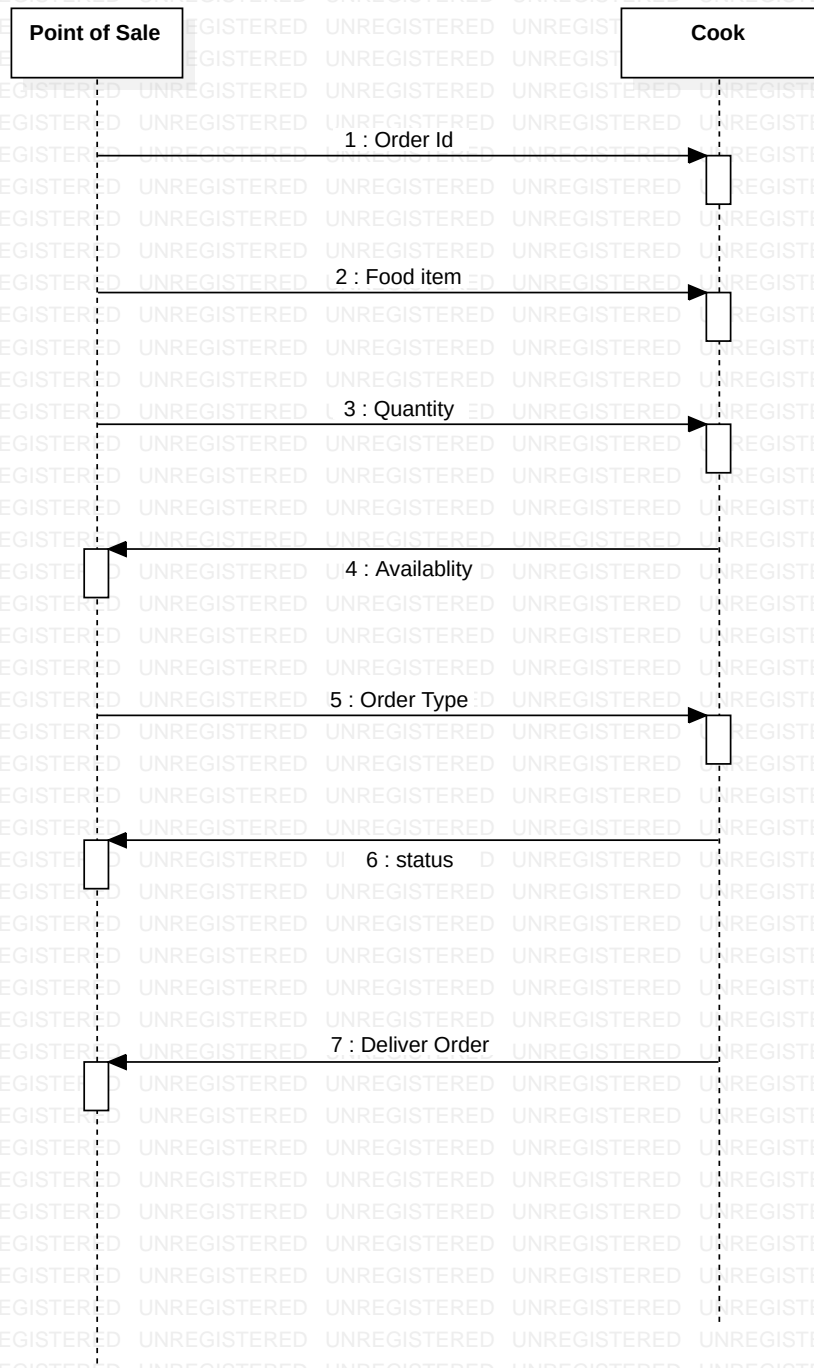 Point of Sale
Cook
1 : Order Id
2 : Food item
3 : Quantity
4 : Availablity
5 : Order Type
6 : status
7 : Deliver Order
UNREGISTERED